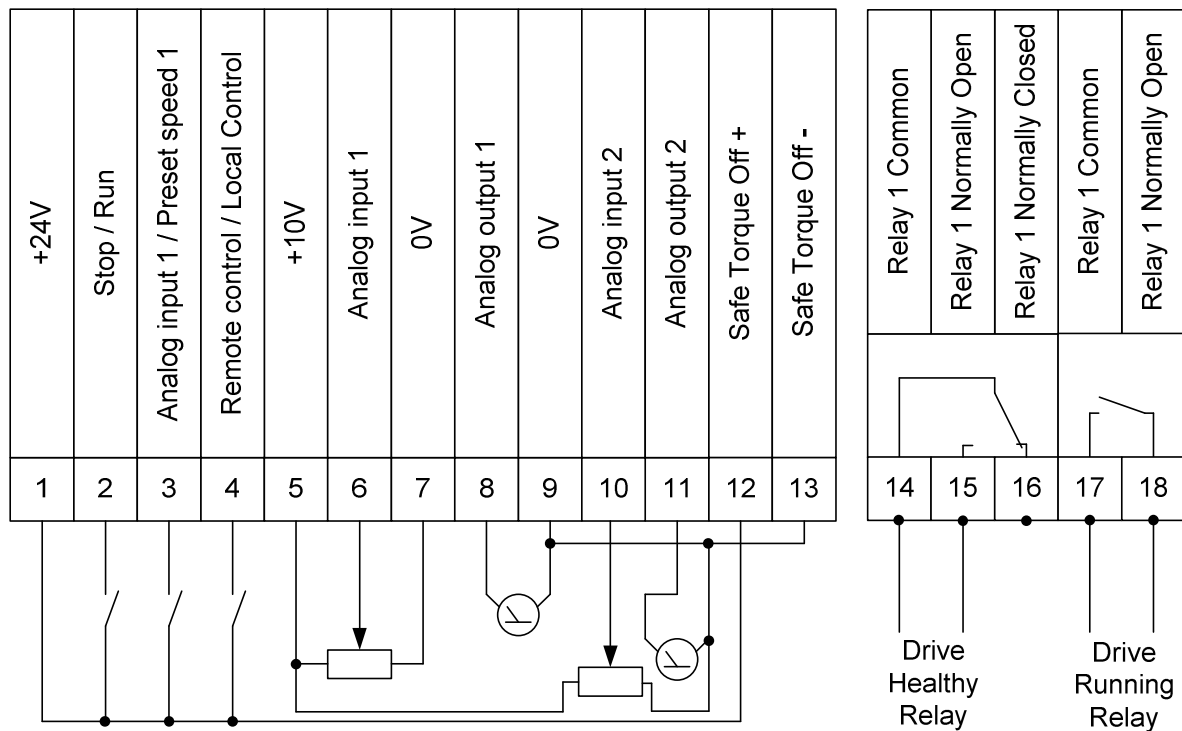 +24V
Stop / Run
Analog input 1 / Preset speed 1
Remote control / Local Control
+10V
Analog input 1
0V
Analog output 1
0V
Analog input 2
Analog output 2
Safe Torque Off +
Safe Torque Off -
1 2 3 4 5 6 7 8 9 10 11 12 13
Relay 1 Common
Relay 1 Normally Open
Relay 1 Normally Closed
Relay 1 Common
Relay 1 Normally Open
14 15 16 17 18
Drive
Healthy
Relay
Drive
Running
Relay